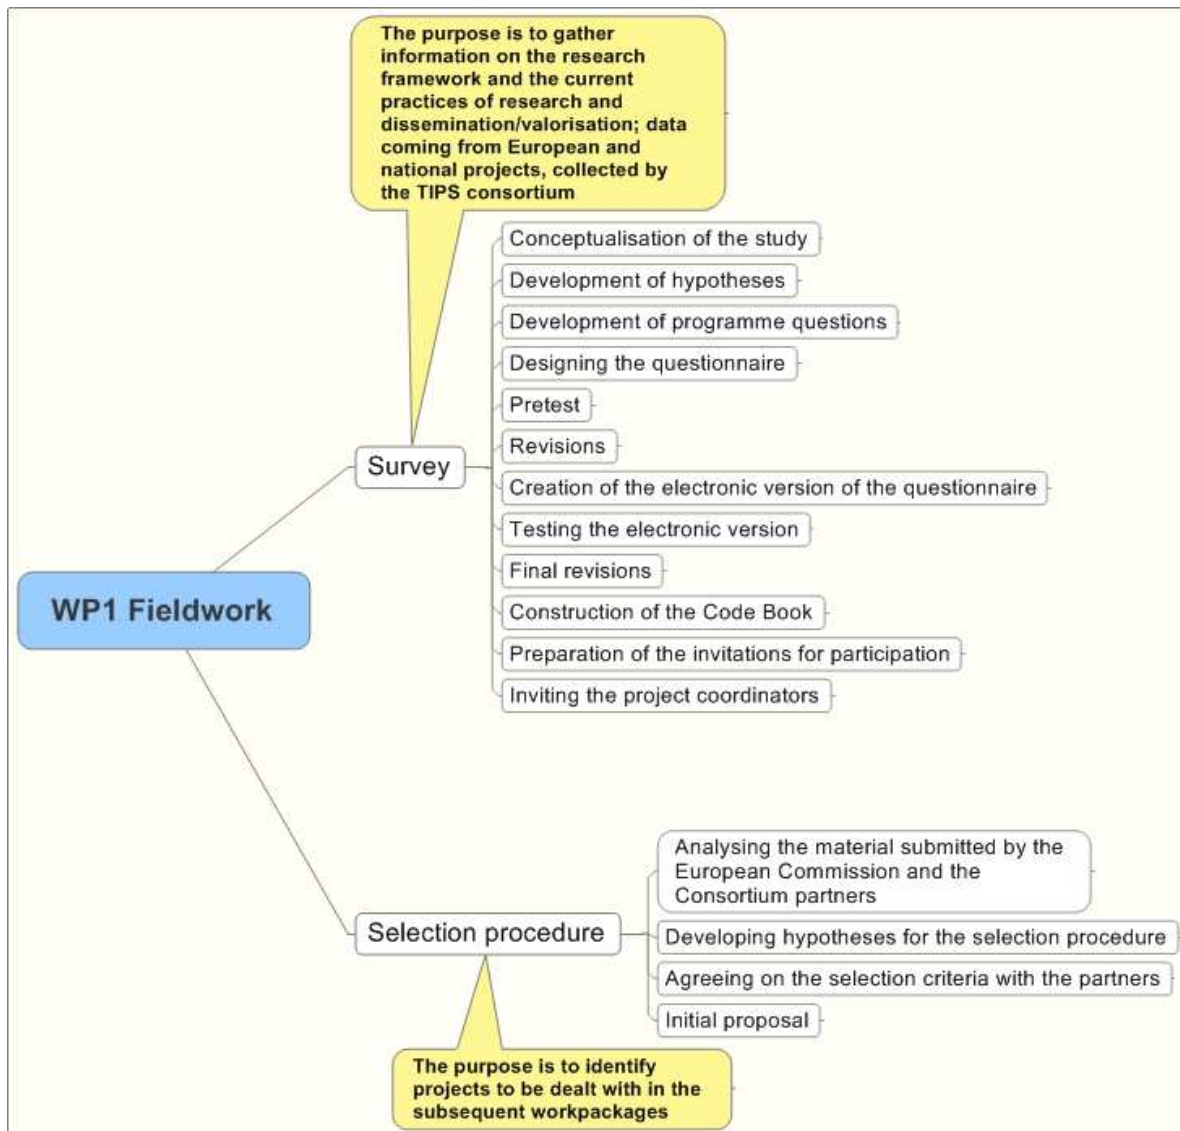 The purpose is to gather
information on the research
framework and the current
practices of research and
dissemination/valorisation; data
coming from European and
national projects, collected by
the TIPS consortium
Conceptualisation of the study
Development of hypotheses
Development of programme questions
Designing the questionnaire
Pretest
Revisions
Survey
Creation of the electronic version of the questionnaire
Testing the electronic version
Final revisions
WP1 Fieldwork
Construction of the Code Book
Preparation of the invitations for participation
Inviting the project coordinators
Analysing the material submitted by the
European Commission and the
Consortium partners
Selection procedure
Developing hypotheses for the selection procedure
Agreeing on the selection criteria with the partners
Initial proposal
The purpose is to identify
projects to be dealt with in the
subsequent workpackages